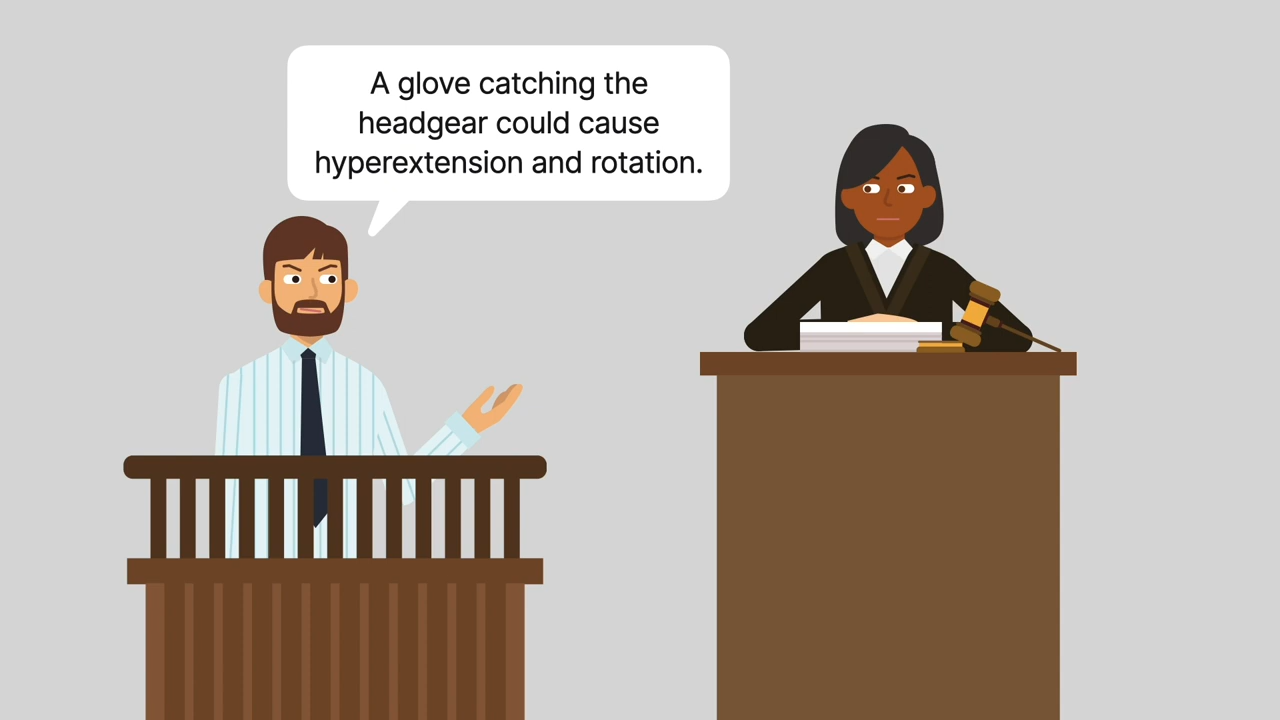 A glove catching the
headgear could cause
hyperextension and rotation.